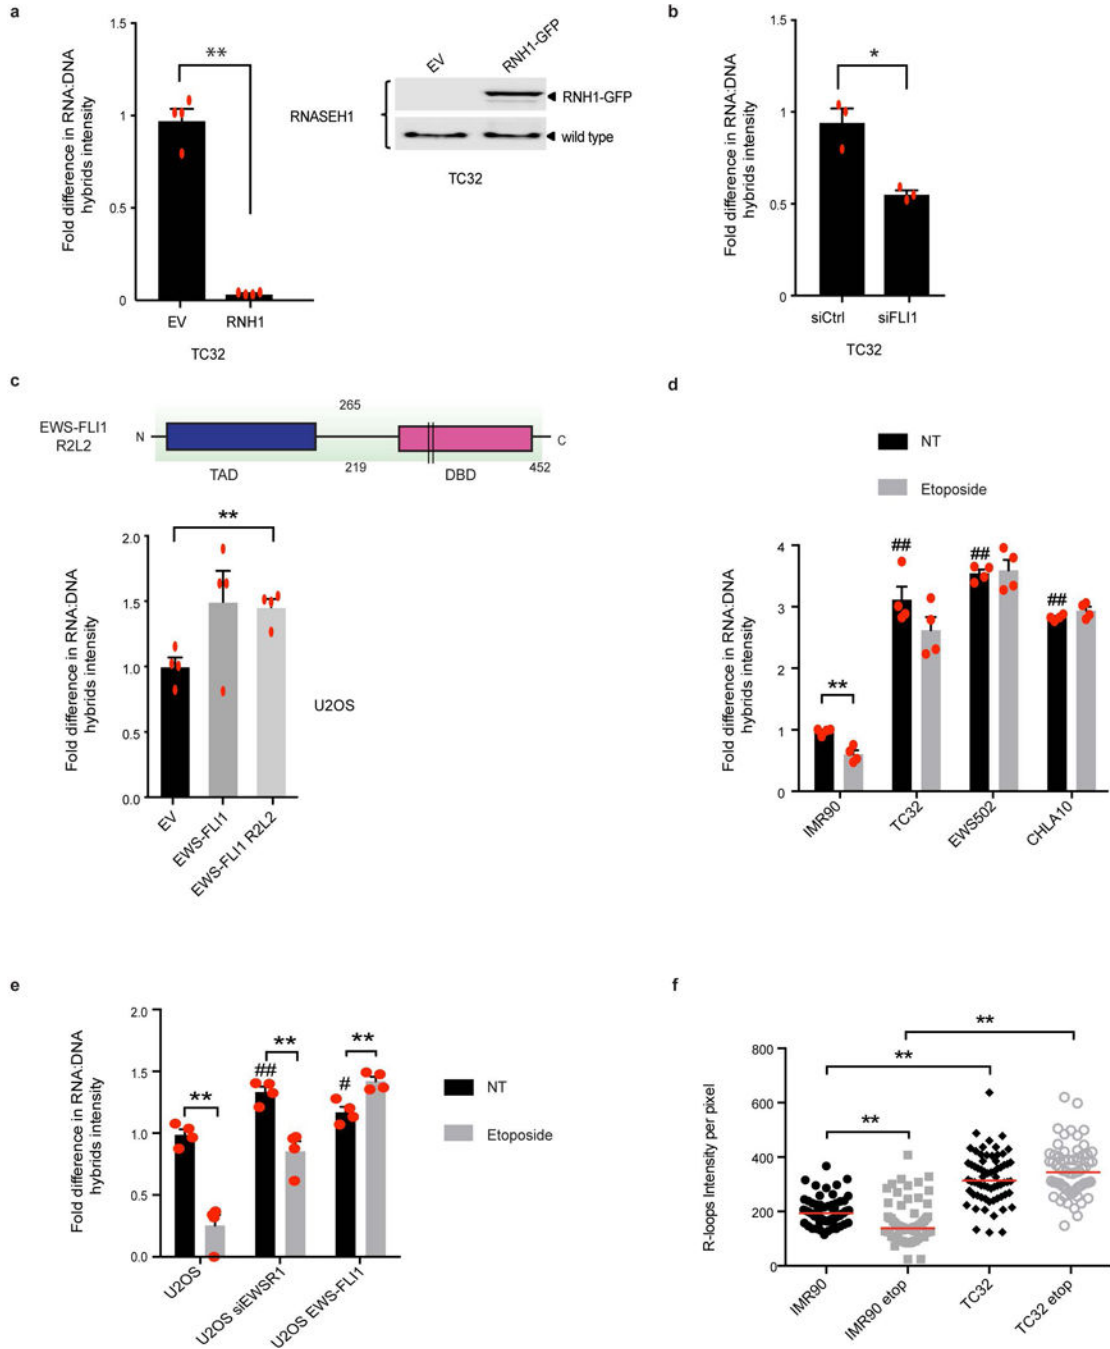 a
Fold difference in RNA:DNA
hybrids intensity
1.5
1
0.5
0
**
EV
RNH1
TC32
EV
RNH1-GFP
RNASEH1
RNH1-GFP
wild type
TC32
b
Fold difference in RNA:DNA
hybrids intensity
1.5
1.0
0.5
0.0
*
siCtrl
siFLI1
TC32
c
EWS-FLI1
R2L2
265
N
C
TAD
219
DBD
452
Fold difference in RNA:DNA
hybrids intensity
2.0
1.5
1.0
0.5
0.0
**
EV
EWS-FLI1
EWS-FLI1 R2L2
U2OS
d
NT
Etoposide
Fold difference in RNA:DNA
hybrids intensity
4
3
2
1
0
**
##
##
##
IMR90
TC32
EWS502
CHLA10
e
Fold difference in RNA:DNA
hybrids intensity
2.0
1.5
1.0
0.5
0.0
**
##
**
#
**
U2OS
U2OS siEWSR1
U2OS EWS-FLI1
NT
Etoposide
f
R-loops Intensity per pixel
800
600
400
200
0
**
**
**
IMR90
IMR90 etop
TC32
TC32 etop